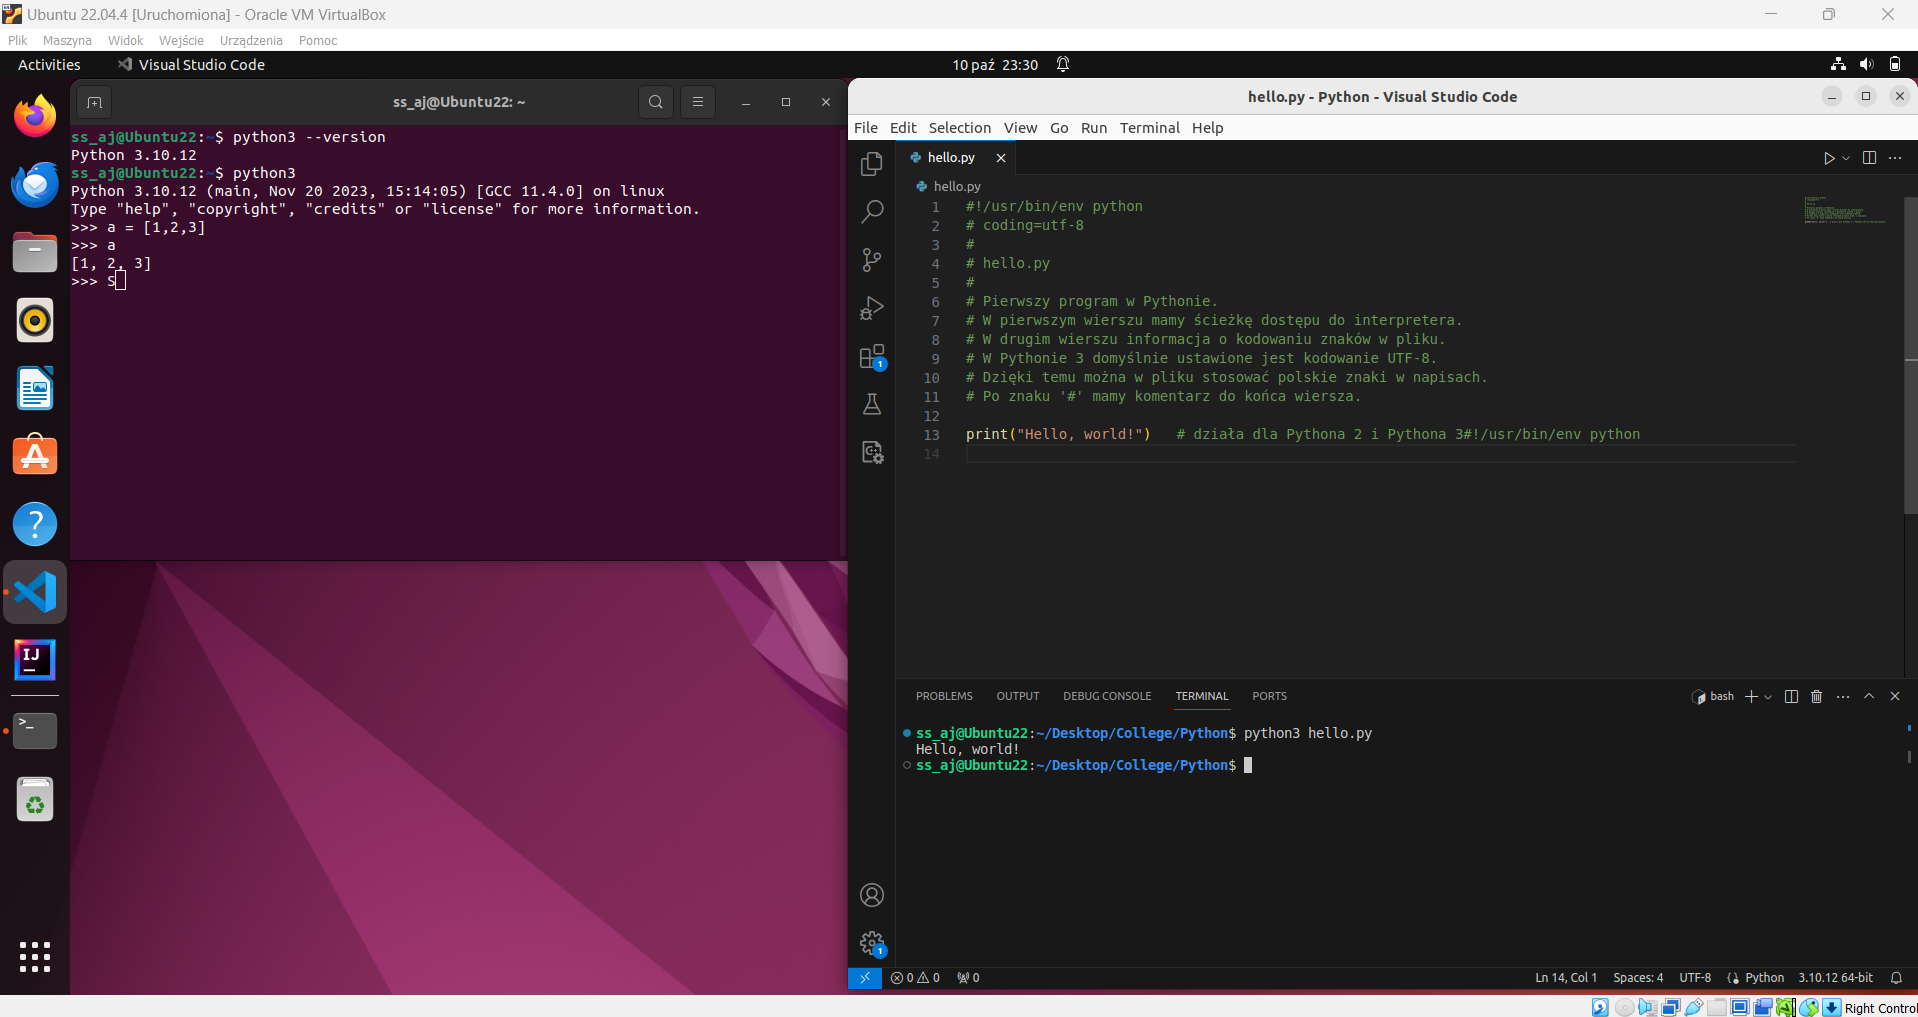 Ubuntu 22.04.4 [Uruchomiona] - Oracle VM VirtualBox
Plik Maszyna Widok Wejście Urządzenia Pomoc
Activities Visual Studio Code 10 paź 23:30
ss_aj@Ubuntu22: ~
ss_aj@Ubuntu22:~$ python3 --version
Python 3.10.12
ss_aj@Ubuntu22:~$ python3
Python 3.10.12 (main, Nov 20 2023, 15:14:05) [GCC 11.4.0] on linux
Type "help", "copyright", "credits" or "license" for more information.
>>> a = [1,2,3]
>>> a
[1, 2, 3]
>>> S
IJ
hello.py - Python - Visual Studio Code
File Edit Selection View Go Run Terminal Help
hello.py
hello.py
1 #!/usr/bin/env python
2 # coding=utf-8
3 #
4 # hello.py
5 #
6 # Pierwszy program w Pythonie.
7 # W pierwszym wierszu mamy ścieżkę dostępu do interpretera.
8 # W drugim wierszu informacja o kodowaniu znaków w pliku.
9 # W Pythonie 3 domyślnie ustawione jest kodowanie UTF-8.
10 # Dzięki temu można w pliku stosować polskie znaki w napisach.
11 # Po znaku '#' mamy komentarz do końca wiersza.
12
13 print("Hello, world!") # działa dla Pythona 2 i Pythona 3#!/usr/bin/env python
14
1
1
PROBLEMS OUTPUT DEBUG CONSOLE TERMINAL PORTS bash
ss_aj@Ubuntu22:~/Desktop/College/Python$ python3 hello.py
Hello, world!
ss_aj@Ubuntu22:~/Desktop/College/Python$
0 0 0 Ln 14, Col 1 Spaces: 4 UTF-8 Python 3.10.12 64-bit
Right Control